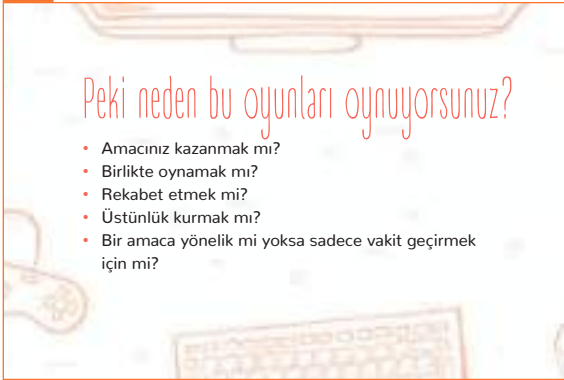 Peki neden bu oyunları oynuyorsunuz?
• Amacınız kazanmak mı?
• Birlikte oynamak mı?
• Rekabet etmek mi?
• Üstünlük kurmak mı?
• Bir amaca yönelik mi yoksa sadece vakit geçirmek
için mi?